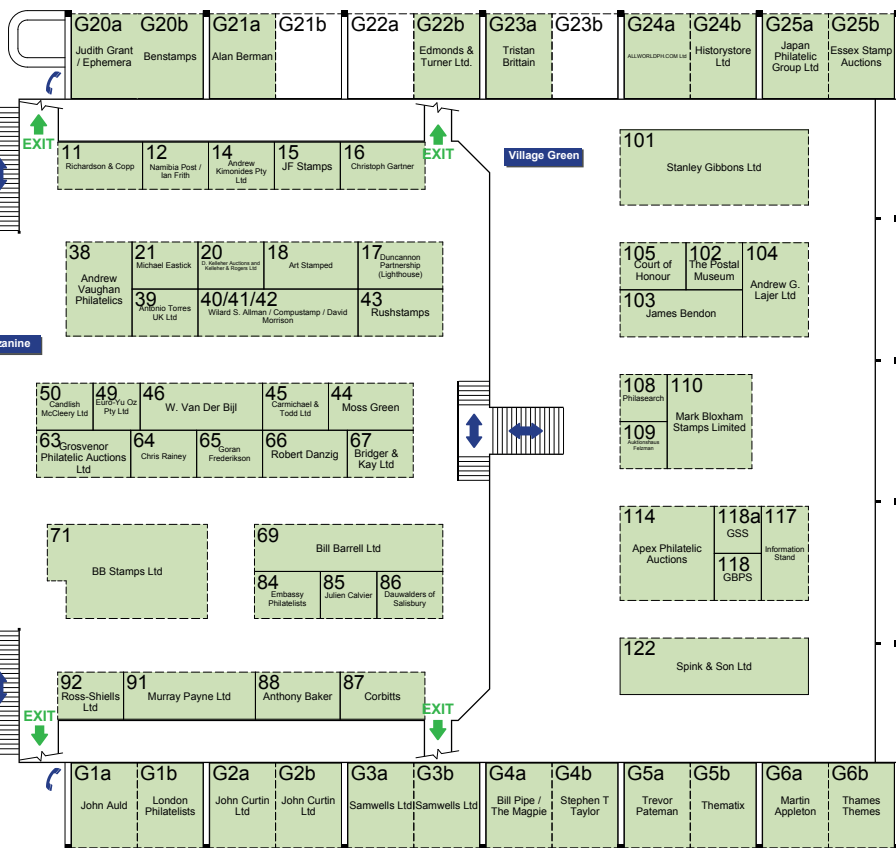 G20a
Judith Grant
/ Ephemera
G20b
Benstamps
G21a
Alan Berman
G21b
G22a
G22b
Edmonds &
Turner Ltd.
G23a
Tristan
Brittain
G23b
G24a
ALLWORLDPH.COM Ltd
G24b
Historystore
Ltd
G25a
Japan
Philatelic
Group Ltd
G25b
Essex Stamp
Auctions
EXIT
EXIT
Village Green
11
Richardson & Copp
12
Namibia Post /
Ian Frith
14
Andrew
Kimonides Pty
Ltd
15
JF Stamps
16
Christoph Gartner
101
Stanley Gibbons Ltd
38
Andrew
Vaughan
Philatelics
21
Michael Eastick
20
D. Kelleher Auctions and
Kelleher & Rogers Ltd
18
Art Stamped
17
Duncannon
Partnership
(Lighthouse)
39
Antonio Torres
UK Ltd
40/41/42
Wilard S. Allman / Compustamp / David
Morrison
43
Rushstamps
105
Court of
Honour
102
The Postal
Museum
104
Andrew G.
Lajer Ltd
103
James Bendon
zanine
50
Candlish
McCleery Ltd
49
Euro-Yu Oz
Pty Ltd
46
W. Van Der Bijl
45
Carmichael &
Todd Ltd
44
Moss Green
63
Grosvenor
Philatelic Auctions
Ltd
64
Chris Rainey
65
Goran
Frederikson
66
Robert Danzig
67
Bridger &
Kay Ltd
108
Philasearch
109
Auktionshaus
Felzman
110
Mark Bloxham
Stamps Limited
71
BB Stamps Ltd
69
Bill Barrell Ltd
84
Embassy
Philatelists
85
Julien Calvier
86
Dauwalders of
Salisbury
114
Apex Philatelic
Auctions
118a
GSS
118
GBPS
117
Information
Stand
122
Spink & Son Ltd
92
Ross-Shiells
Ltd
91
Murray Payne Ltd
88
Anthony Baker
87
Corbitts
EXIT
EXIT
G1a
John Auld
G1b
London
Philatelists
G2a
John Curtin
Ltd
G2b
John Curtin
Ltd
G3a
Samwells Ltd
G3b
Samwells Ltd
G4a
Bill Pipe /
The Magpie
G4b
Stephen T
Taylor
G5a
Trevor
Pateman
G5b
Thematix
G6a
Martin
Appleton
G6b
Thames
Themes